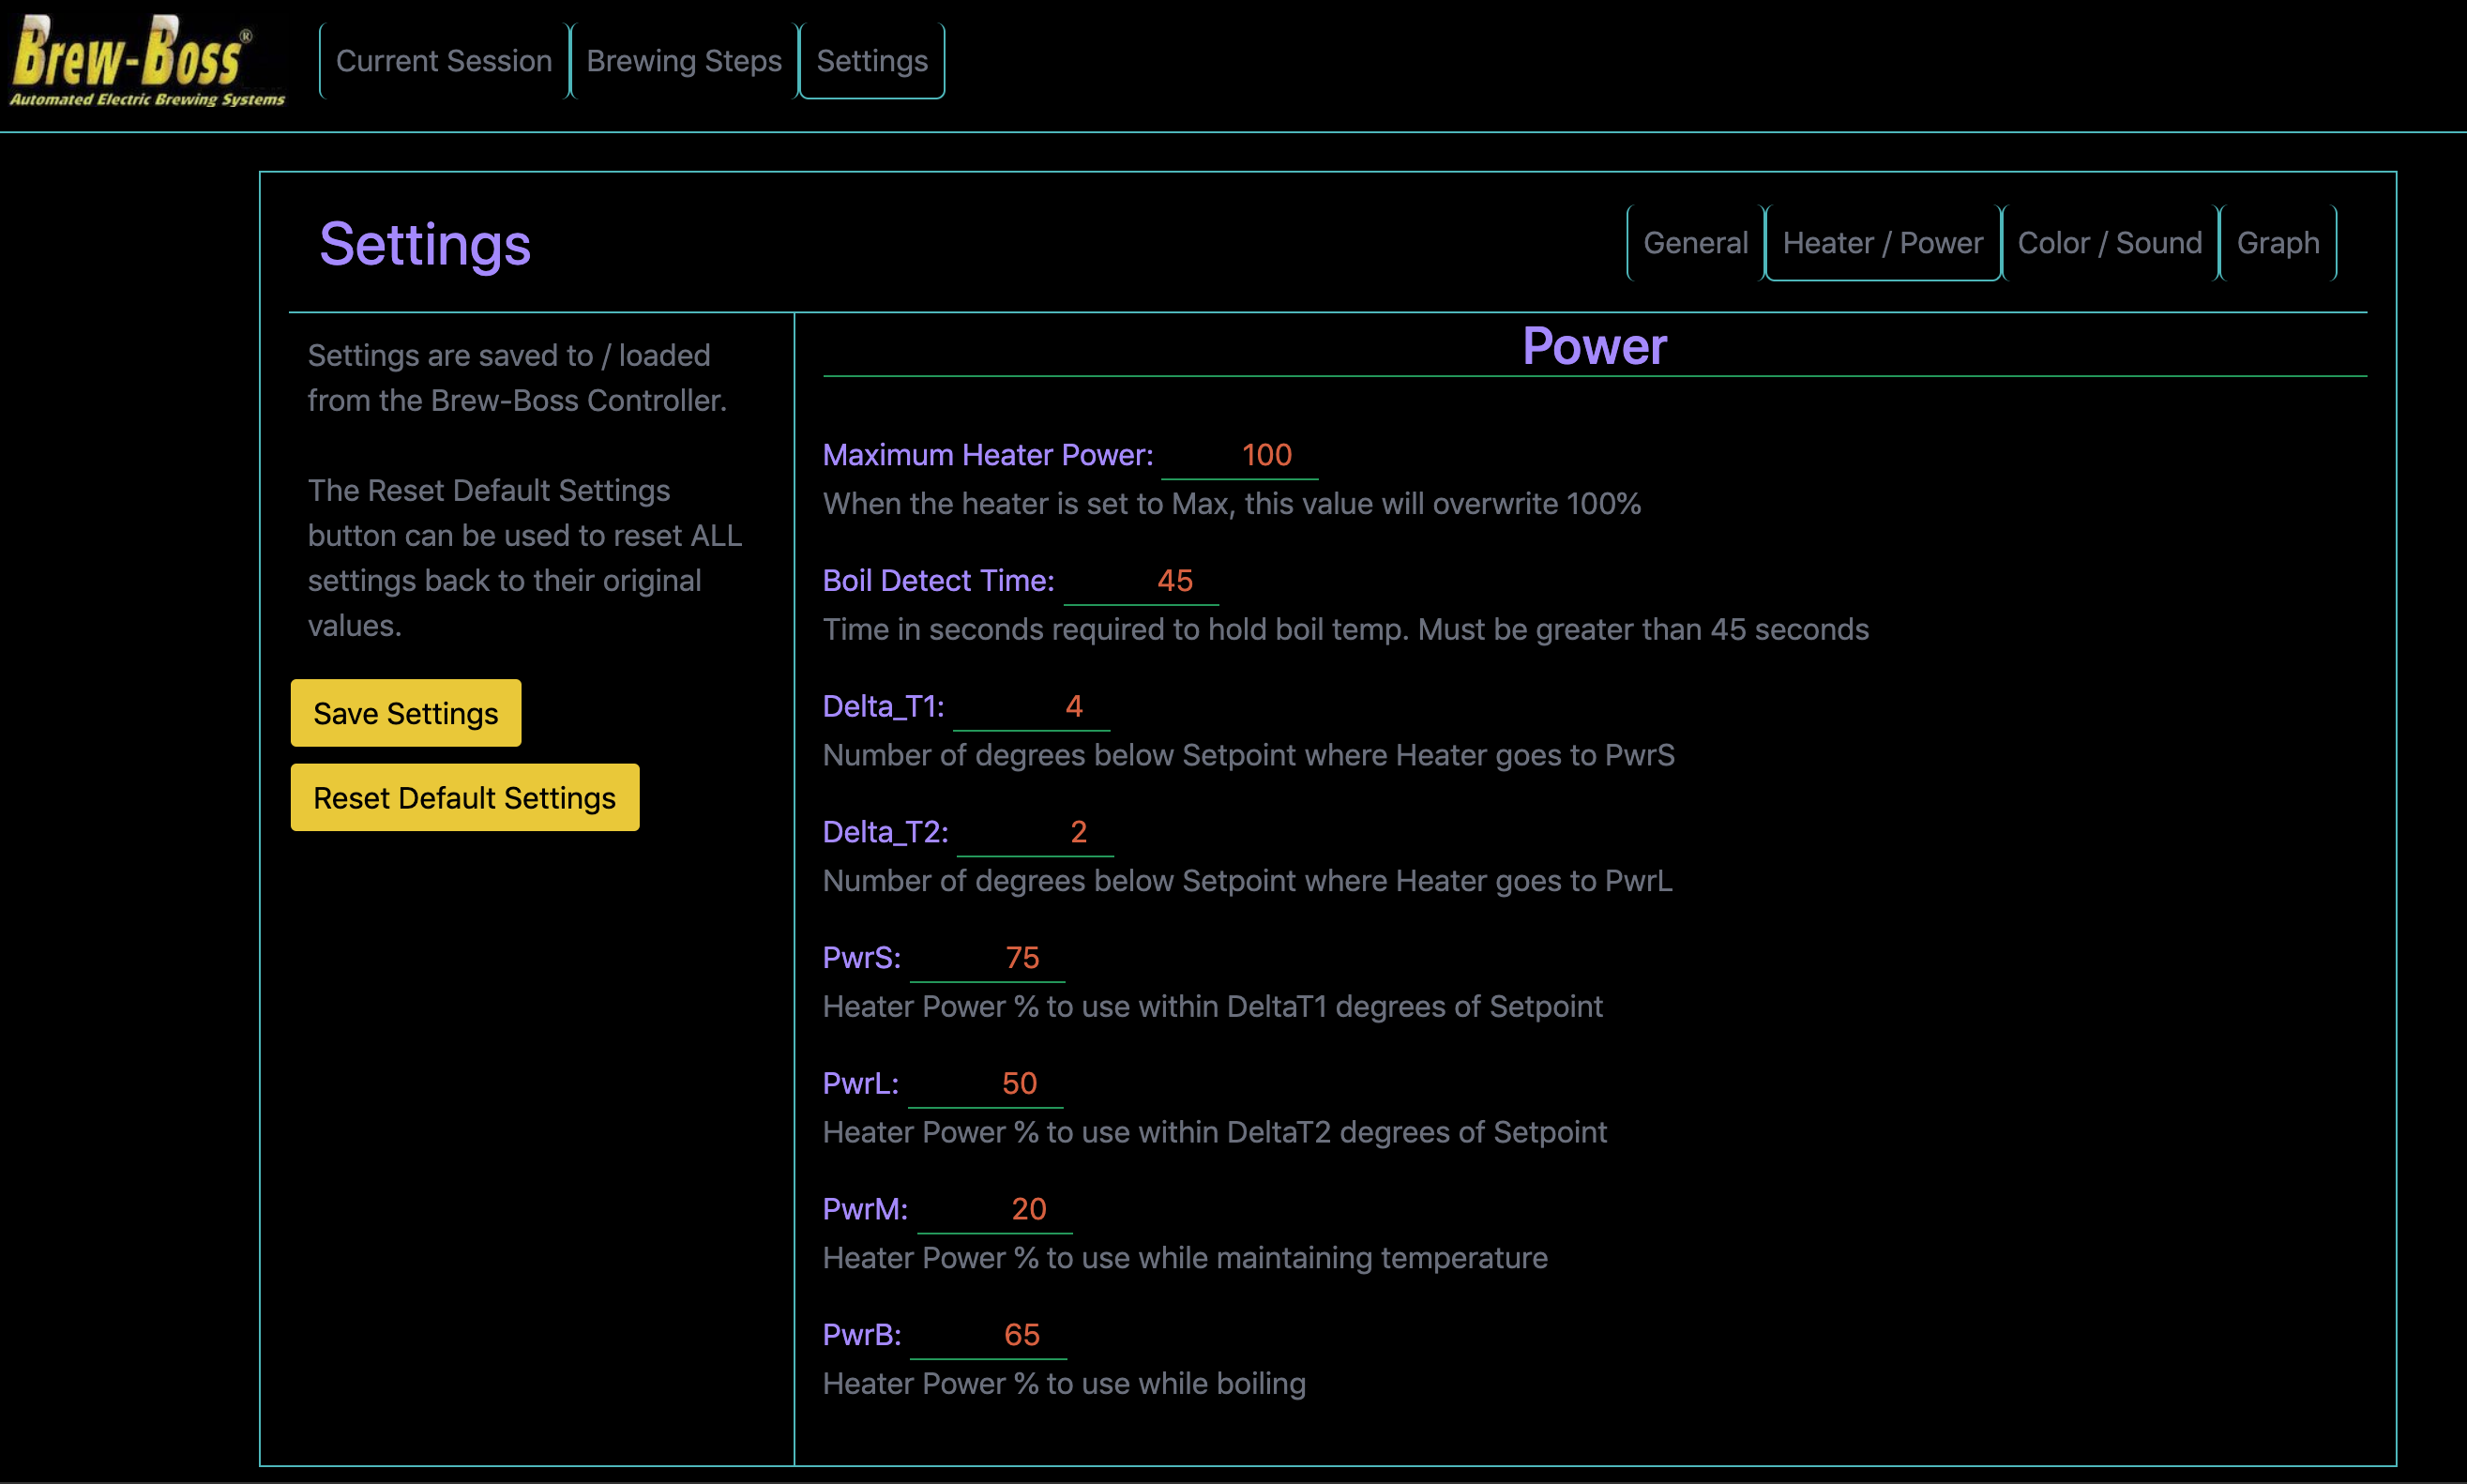 Brew-Boss®
Automated Electric Brewing Systems
Current Session
Brewing Steps
Settings
Settings
General
Heater / Power
Color / Sound
Graph
Settings are saved to / loaded
from the Brew-Boss Controller.
The Reset Default Settings
button can be used to reset ALL
settings back to their original
values.
Save Settings
Reset Default Settings
Power
Maximum Heater Power: 100
When the heater is set to Max, this value will overwrite 100%
Boil Detect Time: 45
Time in seconds required to hold boil temp. Must be greater than 45 seconds
Delta_T1: 4
Number of degrees below Setpoint where Heater goes to PwrS
Delta_T2: 2
Number of degrees below Setpoint where Heater goes to PwrL
PwrS: 75
Heater Power % to use within DeltaT1 degrees of Setpoint
PwrL: 50
Heater Power % to use within DeltaT2 degrees of Setpoint
PwrM: 20
Heater Power % to use while maintaining temperature
PwrB: 65
Heater Power % to use while boiling